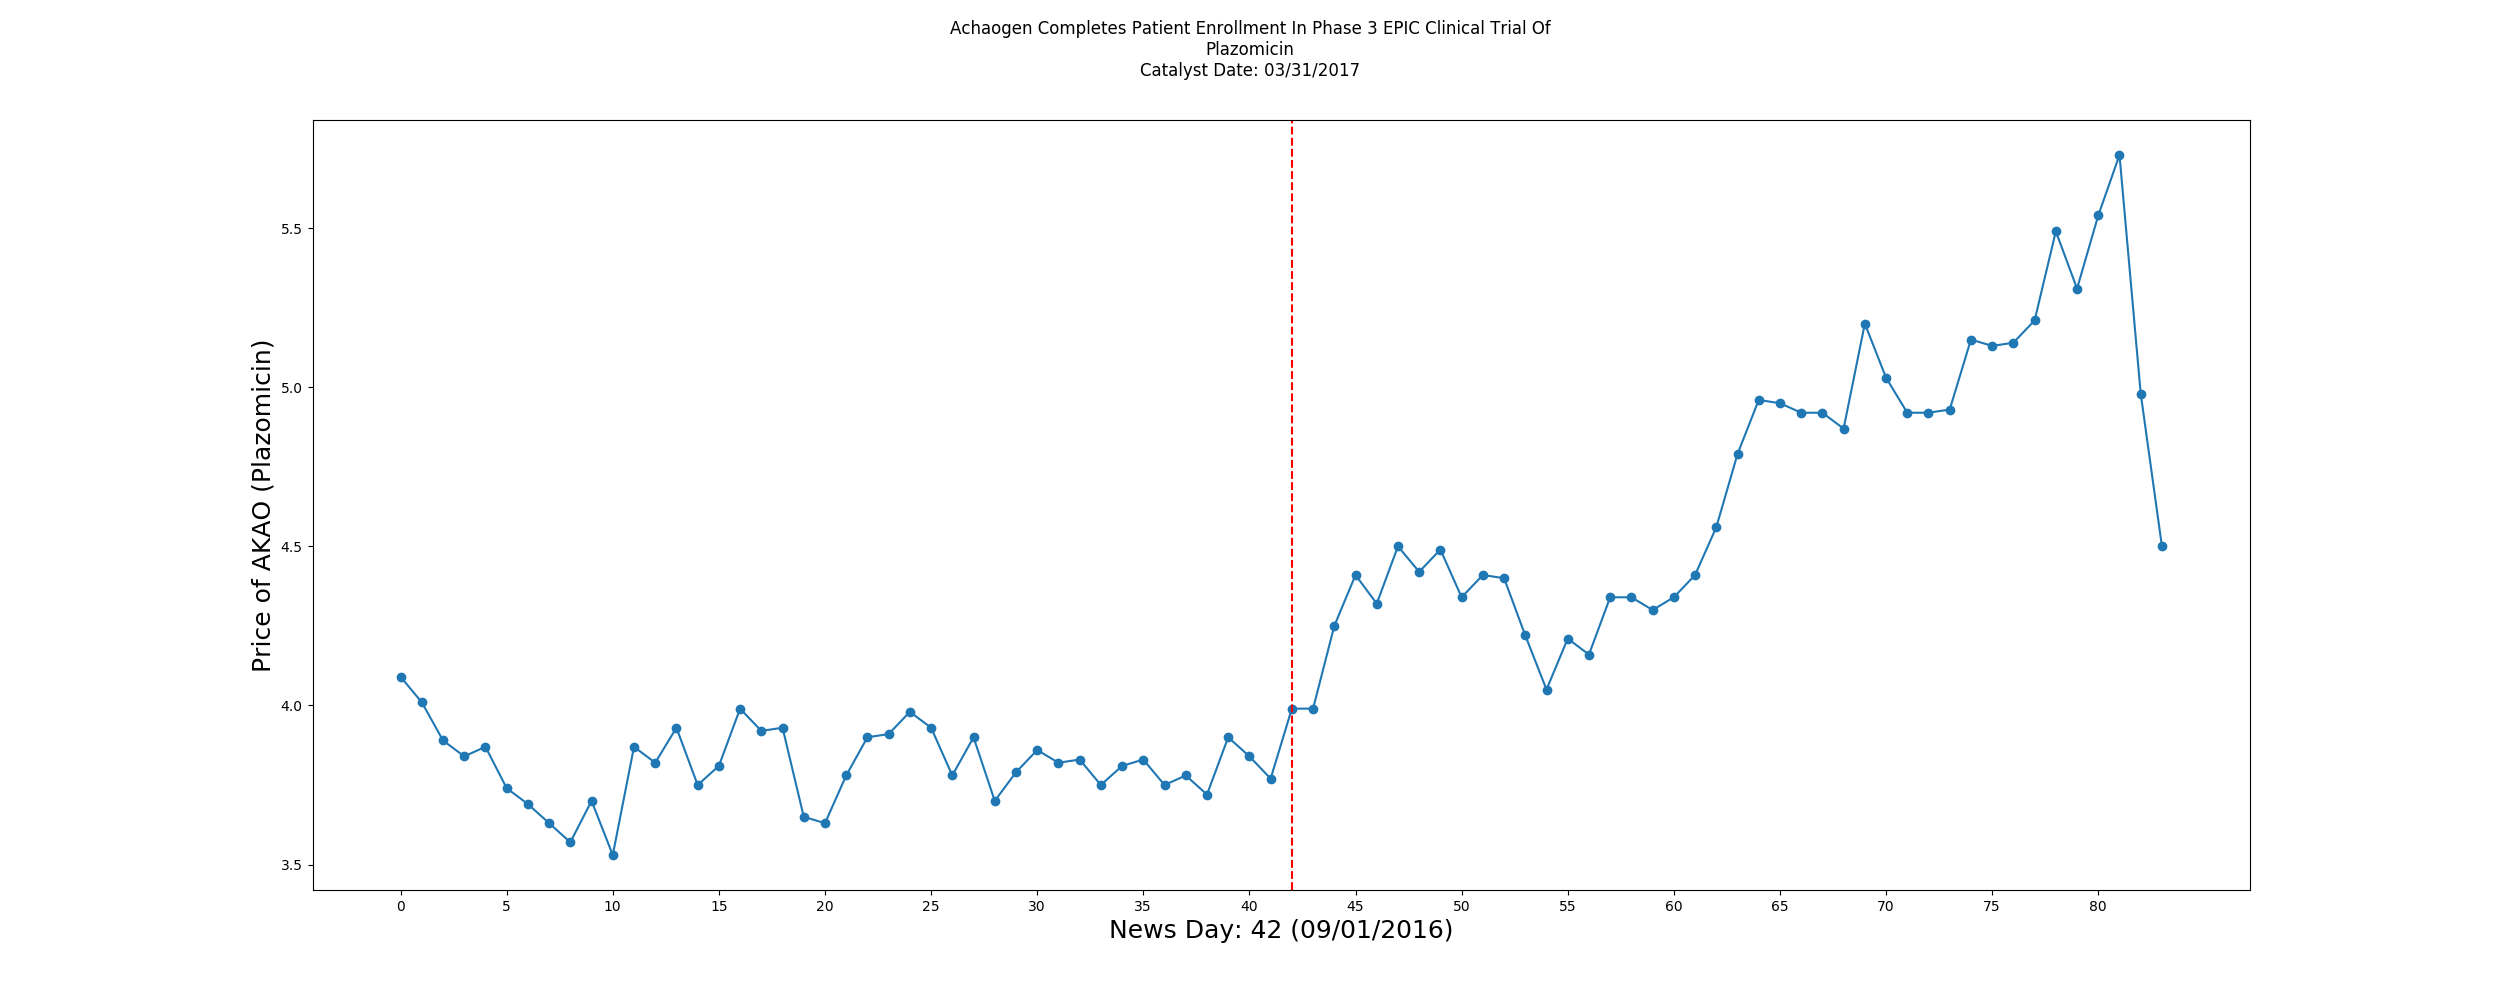 Achaogen Completes Patient Enrollment In Phase 3 EPIC Clinical Trial Of
Plazomicin
Catalyst Date: 03/31/2017
Price of AKAO (Plazomicin)
5.5
5.0
4.5
4.0
3.5
0 5 10 15 20 25 30 35 40 45 50 55 60 65 70 75 80
News Day: 42 (09/01/2016)